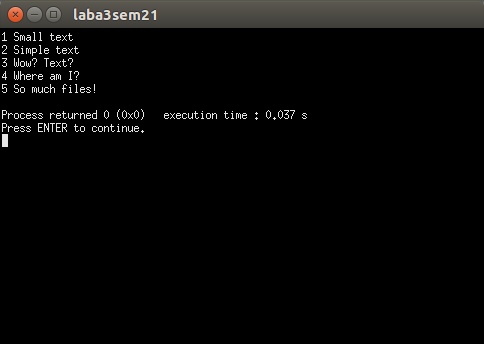 laba3sem21
1 Small text
2 Simple text
3 Wow? Text?
4 Where am I?
5 So much files!
Process returned 0 (0x0)   execution time : 0.037 s
Press ENTER to continue.